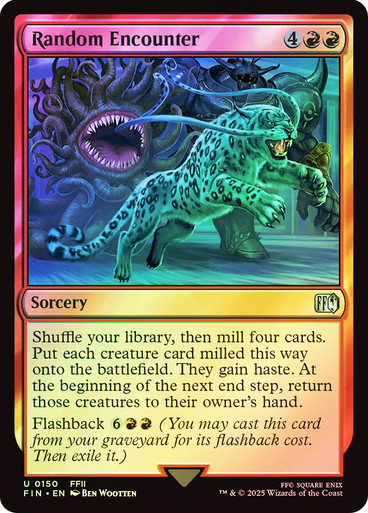 Random Encounter 4
Sorcery FFII
Shuffle your library, then mill four cards.
Put each creature card milled this way
onto the battlefield. They gain haste. At
the beginning of the next end step, return
those creatures to their owner's hand.
Flashback 6 (You may cast this card
from your graveyard for its flashback cost.
Then exile it.)
U 0150 FFII
FIN • EN Ben Wootten
FF© SQUARE ENIX
™ & © 2025 Wizards of the Coast